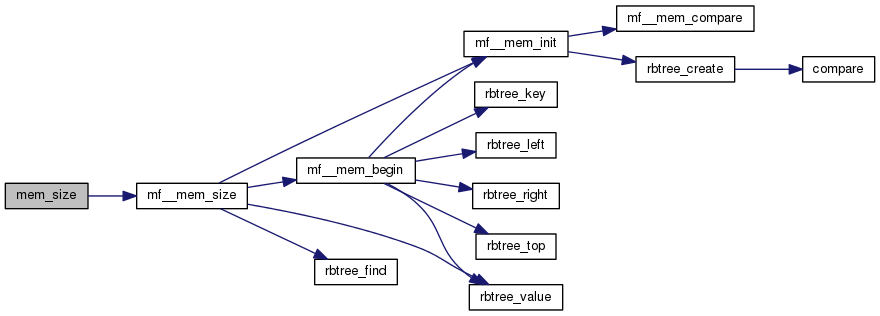 mem_size
mf__mem_size
mf__mem_begin
rbtree_find
mf__mem_init
rbtree_key
rbtree_left
rbtree_right
rbtree_top
rbtree_value
mf__mem_compare
rbtree_create
compare